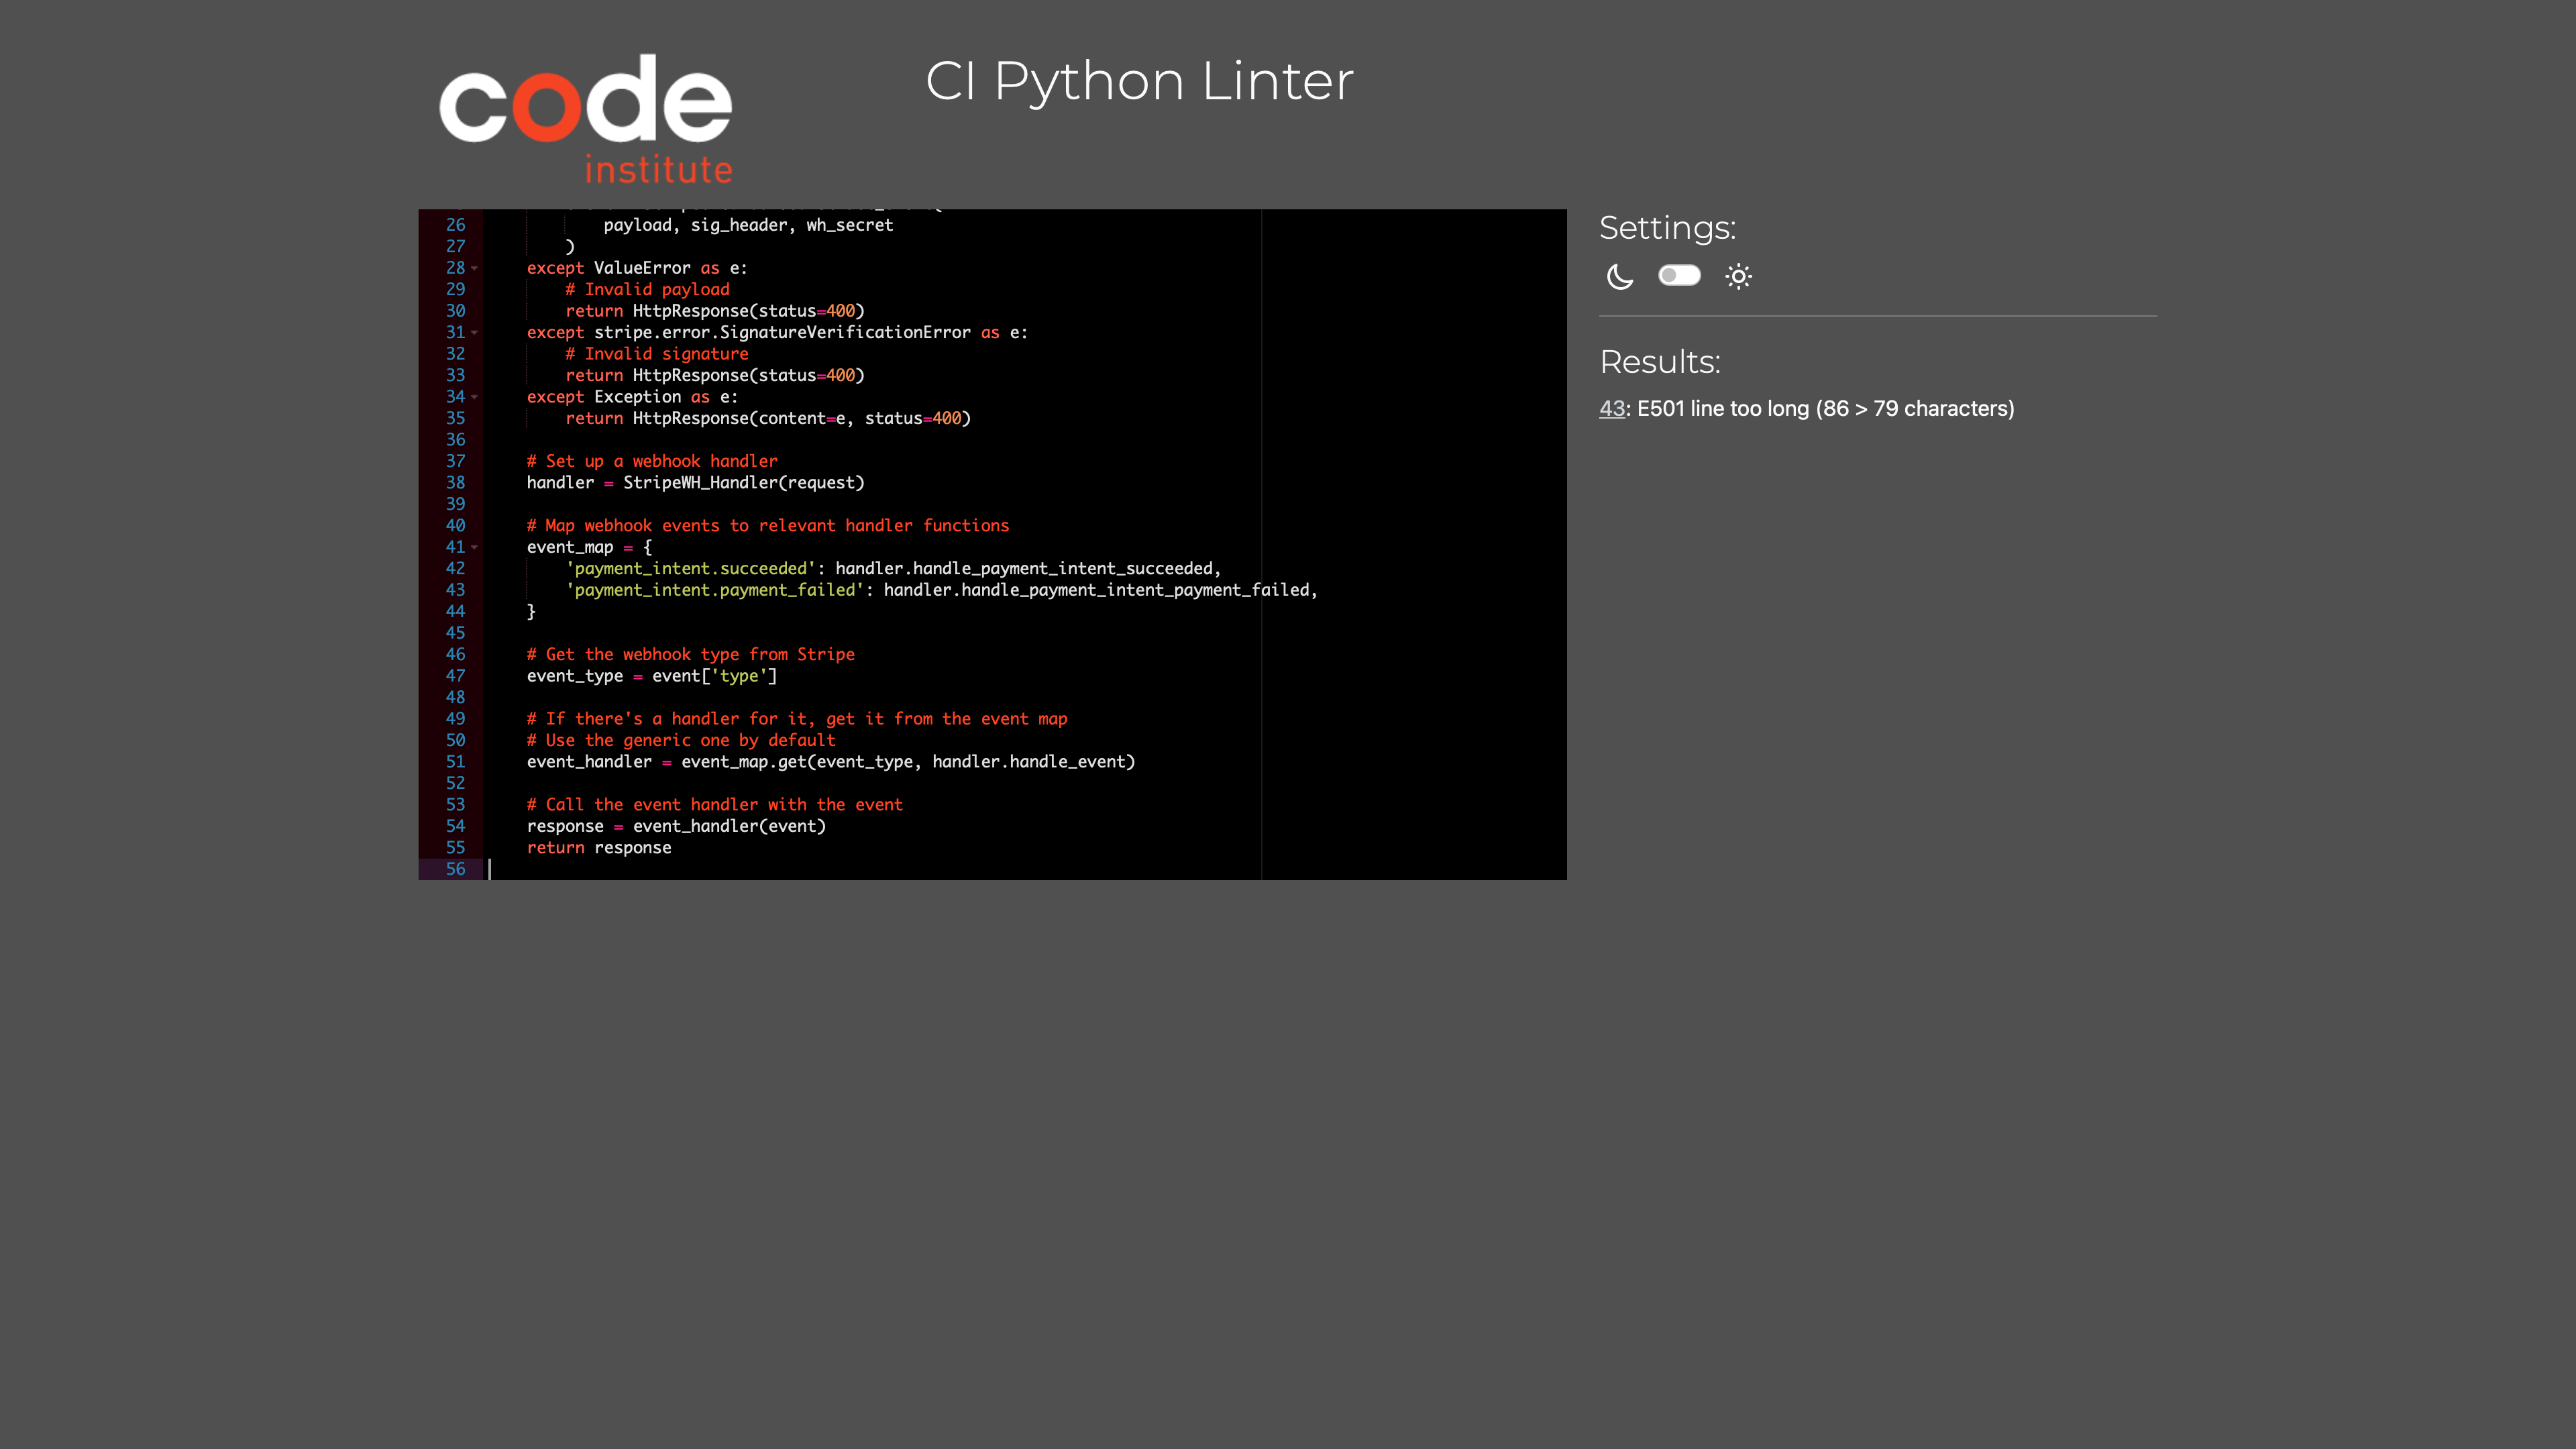 code
institute
CI Python Linter
26 payload, sig_header, wh_secret
27 )
28 except ValueError as e:
29 # Invalid payload
30 return HttpResponse(status=400)
31 except stripe.error.SignatureVerificationError as e:
32 # Invalid signature
33 return HttpResponse(status=400)
34 except Exception as e:
35 return HttpResponse(content=e, status=400)
36
37 # Set up a webhook handler
38 handler = StripeWH_Handler(request)
39
40 # Map webhook events to relevant handler functions
41 event_map = {
42 'payment_intent.succeeded': handler.handle_payment_intent_succeeded,
43 'payment_intent.payment_failed': handler.handle_payment_intent_payment_failed,
44 }
45
46 # Get the webhook type from Stripe
47 event_type = event['type']
48
49 # If there's a handler for it, get it from the event map
50 # Use the generic one by default
51 event_handler = event_map.get(event_type, handler.handle_event)
52
53 # Call the event handler with the event
54 response = event_handler(event)
55 return response
56
Settings:
Results:
43: E501 line too long (86 > 79 characters)